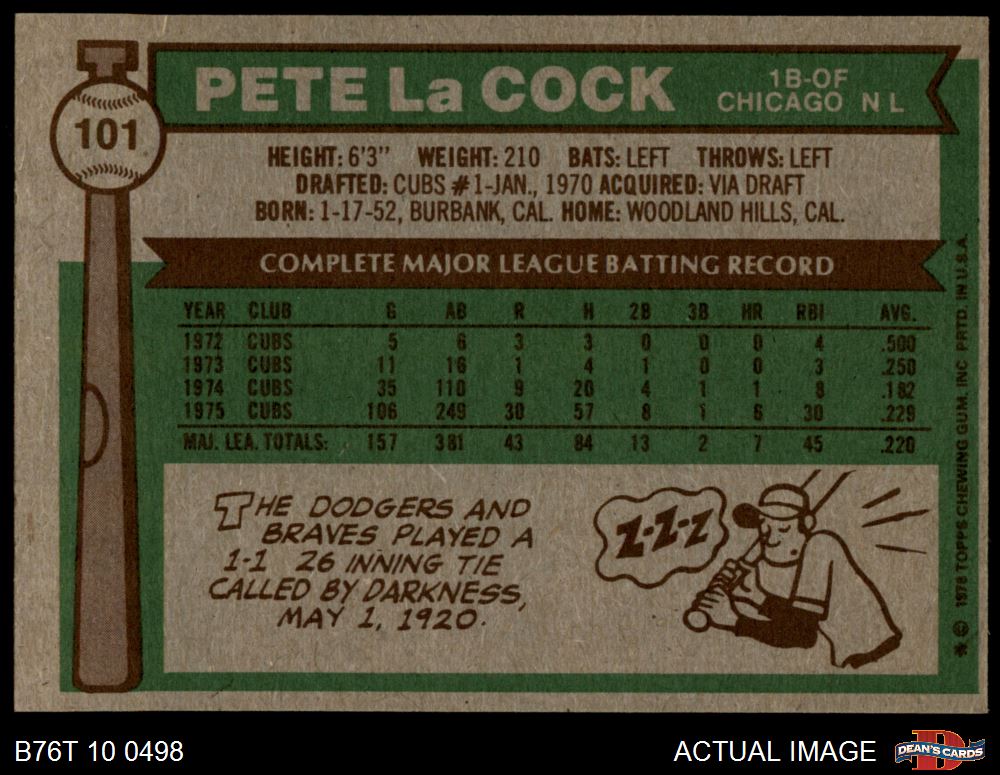 PETE La COCK
1B-OF
CHICAGO N L
101
HEIGHT: 6'3" WEIGHT: 210 BATS: LEFT THROWS: LEFT
DRAFTED: CUBS #1-JAN., 1970 ACQUIRED: VIA DRAFT
BORN: 1-17-52, BURBANK, CAL. HOME: WOODLAND HILLS, CAL.
COMPLETE MAJOR LEAGUE BATTING RECORD
YEAR CLUB G AB R H 2B 3B HR RBI AVG.
1972 CUBS 5 6 3 3 0 0 0 4 .500
1973 CUBS 11 16 1 4 1 0 0 3 .250
1974 CUBS 35 110 9 20 4 1 1 8 .182
1975 CUBS 106 249 30 57 8 1 6 30 .229
MAJ. LEA. TOTALS: 157 381 43 84 13 2 7 45 .220
THE DODGERS AND
BRAVES PLAYED A
1-1 26 INNING TIE
CALLED BY DARKNESS,
MAY 1, 1920.
Z-Z-Z
* © 1976 TOPPS CHEWING GUM, INC. PRTD. IN U.S.A.
B76T 10 0498
ACTUAL IMAGE
D
DEAN'S CARDS